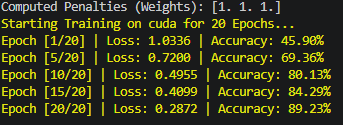 Computed Penalties (Weights): [1. 1. 1.]
Starting Training on cuda for 20 Epochs...
Epoch [1/20] | Loss: 1.0336 | Accuracy: 45.90%
Epoch [5/20] | Loss: 0.7200 | Accuracy: 69.36%
Epoch [10/20] | Loss: 0.4955 | Accuracy: 80.13%
Epoch [15/20] | Loss: 0.4099 | Accuracy: 84.29%
Epoch [20/20] | Loss: 0.2872 | Accuracy: 89.23%